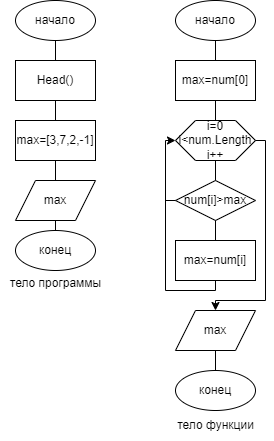 начало
Head()
max=[3,7,2,-1]
max
конец
тело программы
начало
max=num[0]
i=0
i<num.Length
i++
num[i]>max
max=num[i]
max
конец
тело функции